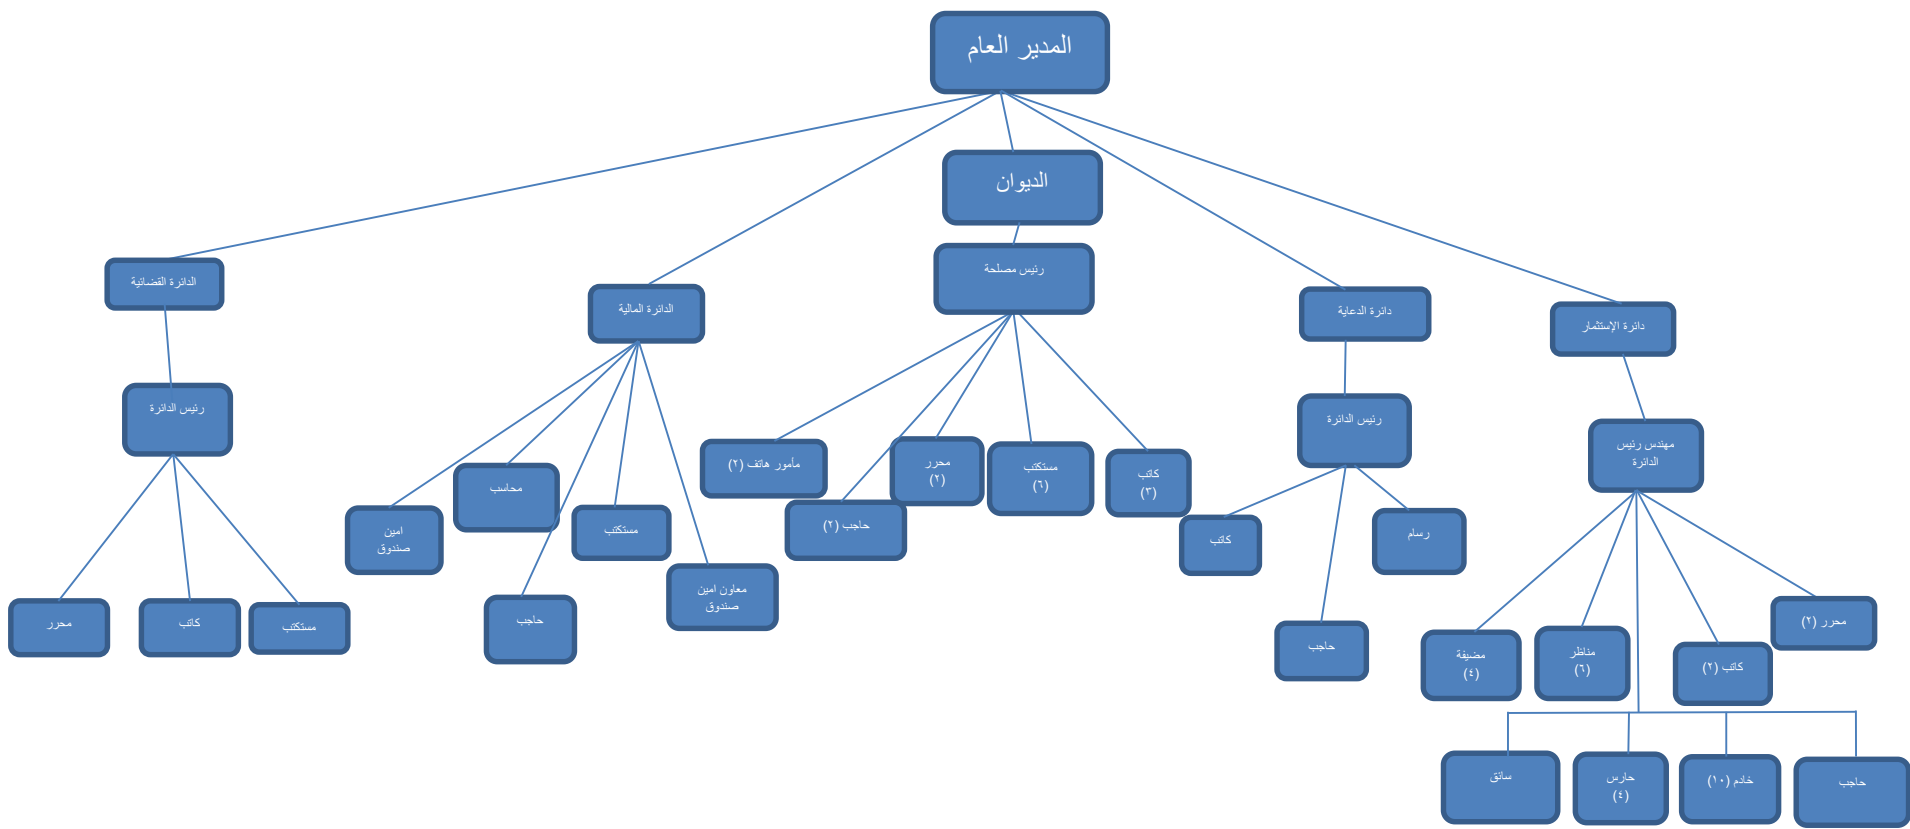 المدير العام
الديوان
رئيس مصلحة
دائرة الإستثمار
دائرة الدعاية
الدائرة المالية
الدائرة القضائية
مهندس رئيس
الدائرة
رئيس الدائرة
رئيس الدائرة
محرر (٢)
كاتب (٢)
مناظر
(٦)
مضيفة
(٤)
حاجب
خادم (١٠)
حارس
(٤)
سائق
رسام
حاجب
كاتب
كاتب
(٣)
مستكتب
(٦)
محرر
(٢)
حاجب (٢)
مأمور هاتف (٢)
معاون امين
صندوق
مستكتب
حاجب
محاسب
امين
صندوق
مستكتب
كاتب
محرر